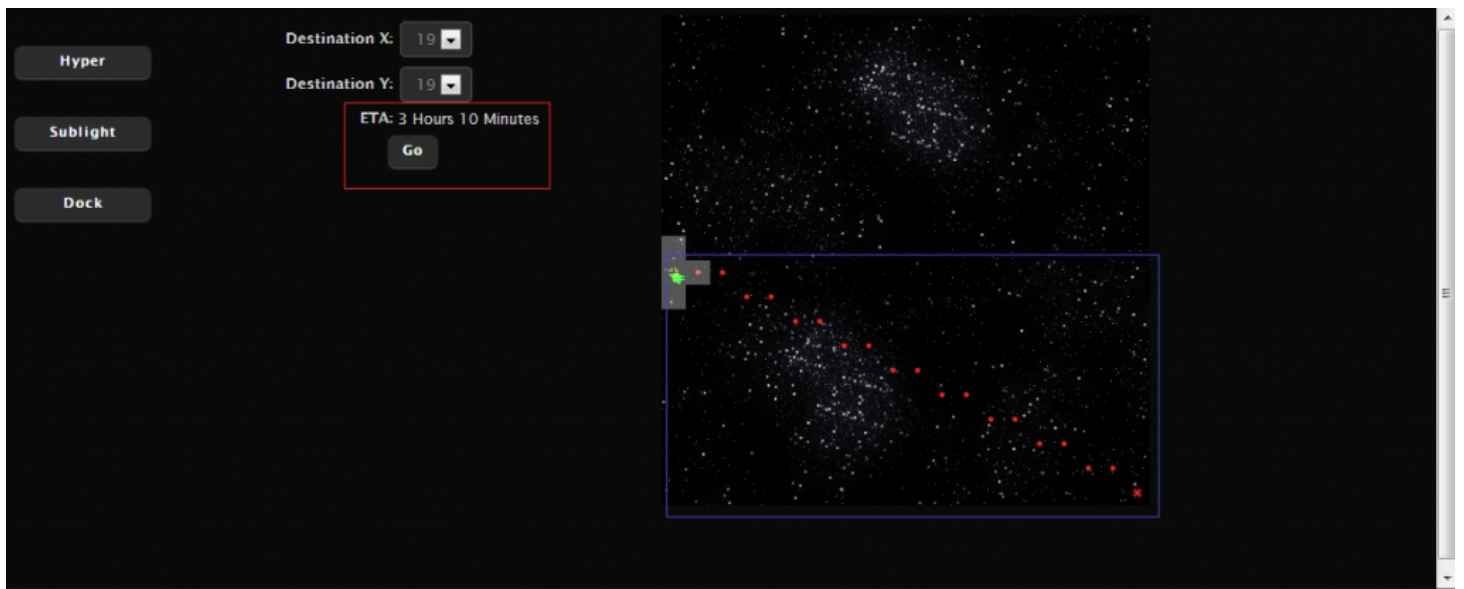 Hyper
Sublight
Dock
Destination X: 19
Destination Y: 19
ETA: 3 Hours 10 Minutes
Go